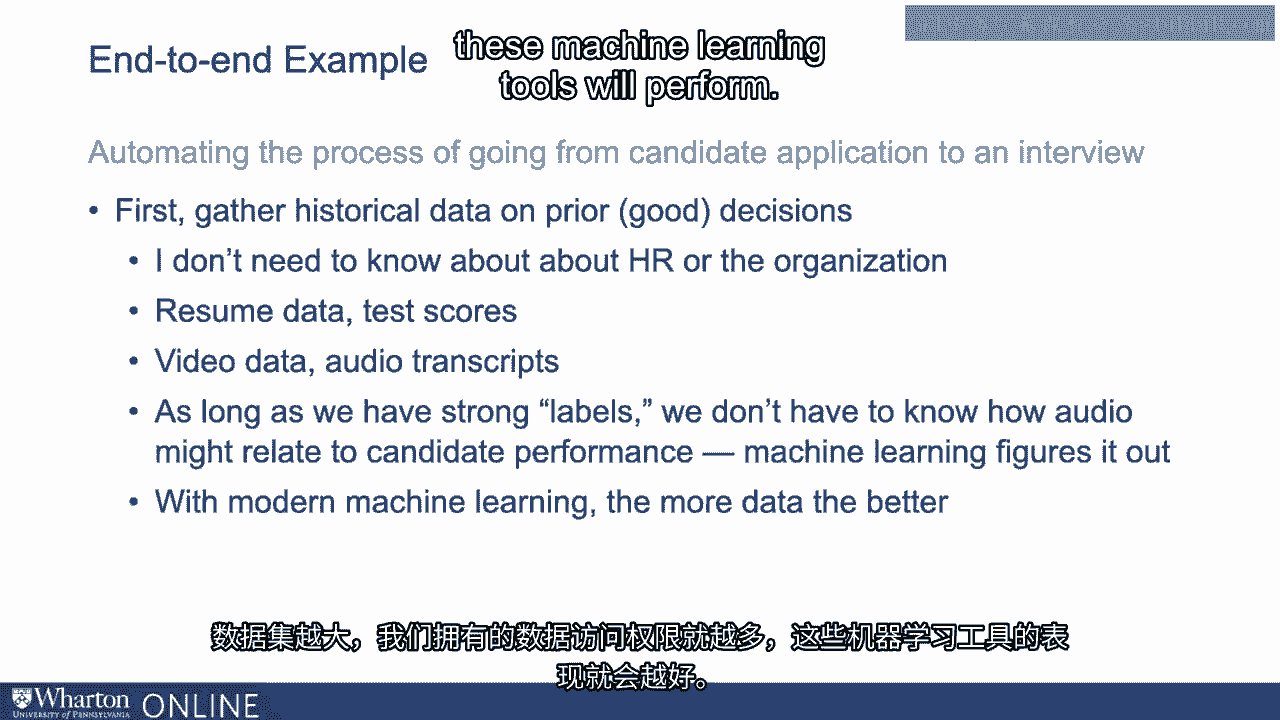 End-to-end Example
these machine learning
tools will perform.
Automating the process of going from candidate application to an interview
• First, gather historical data on prior (good) decisions
• I don't need to know about about HR or the organization
• Resume data, test scores
• Video data, audio transcripts
• As long as we have strong “labels,” we don't have to know how audio
might relate to candidate performance — machine learning figures it out
• With modern machine learning, the more data the better
数据集越大，我们拥有的数据访问权限就越多，这些机器学习工具的表
现就会越好。
Wharton
UNIVERSITY of PENNSYLVANIA
ONLINE